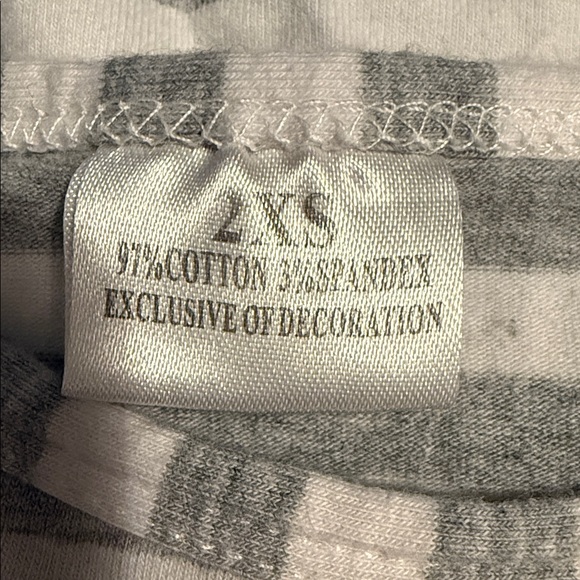 2XS
97%COTTON 3%SPANDEX
EXCLUSIVE OF DECORATION